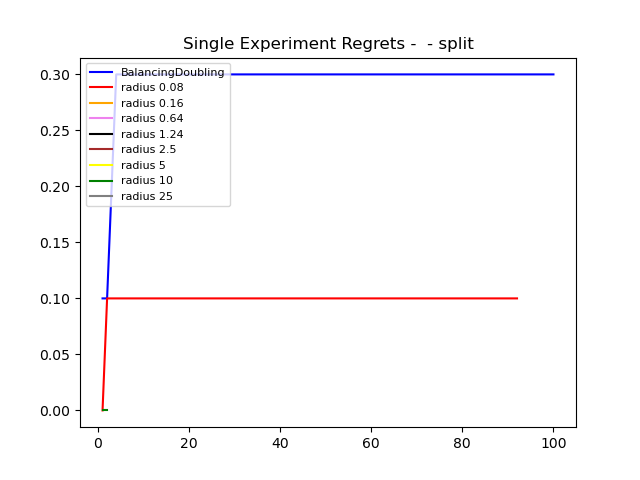 Single Experiment Regrets -  - split
0.30
0.25
0.20
0.15
0.10
0.05
0.00
BalancingDoubling
radius 0.08
radius 0.16
radius 0.64
radius 1.24
radius 2.5
radius 5
radius 10
radius 25
0 20 40 60 80 100